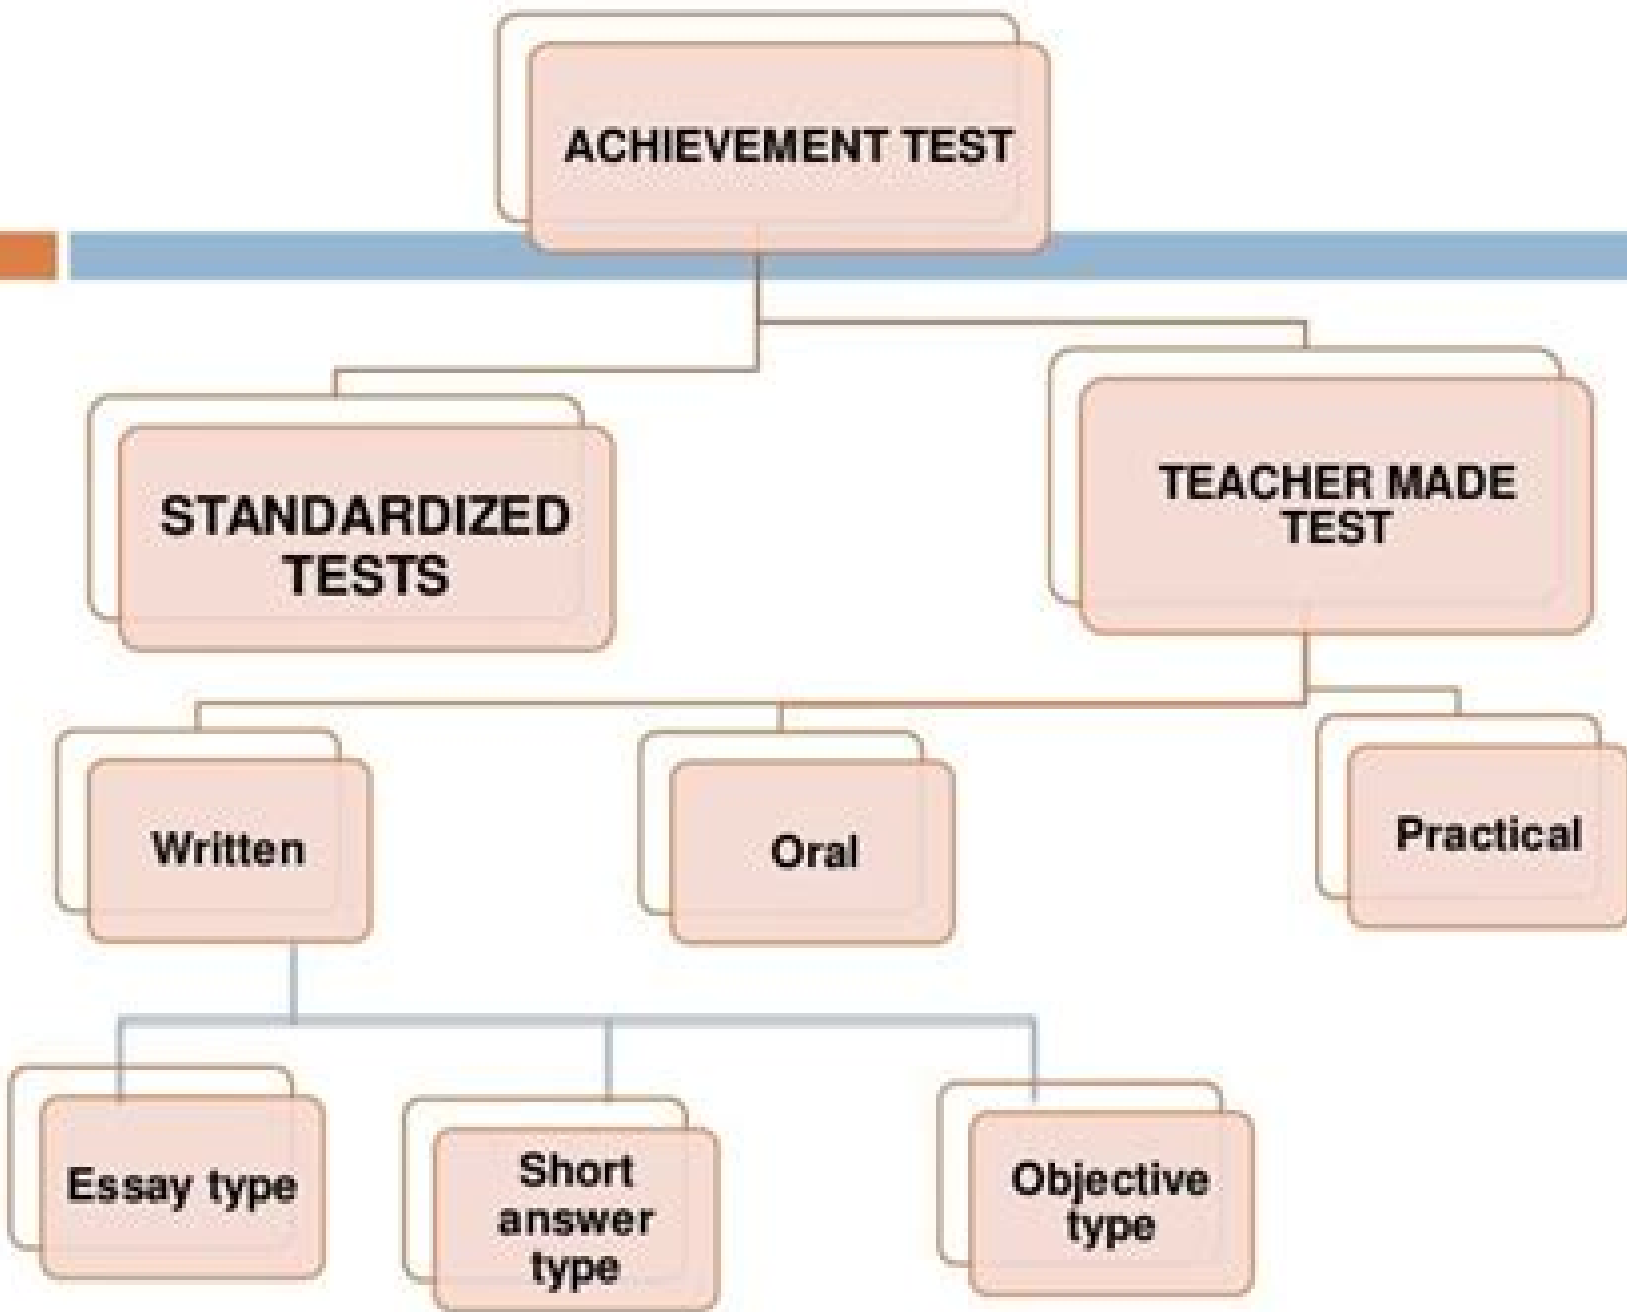 ACHIEVEMENT TEST
STANDARDIZED
TESTS
TEACHER MADE
TEST
Written
Oral
Practical
Essay type
Short
answer
type
Objective
type